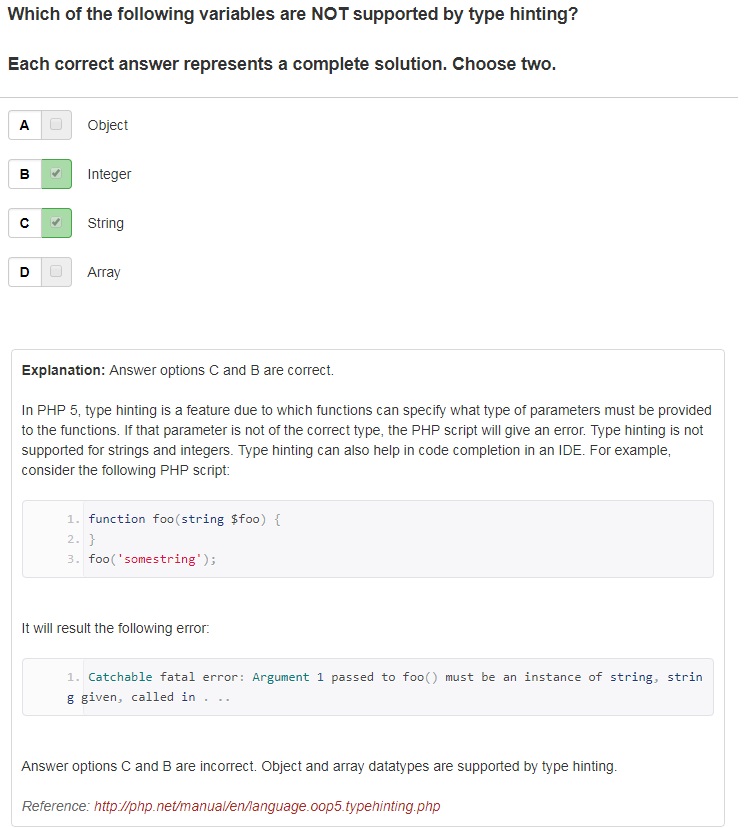 Which of the following variables are NOT supported by type hinting?
Each correct answer represents a complete solution. Choose two.
A Object
B Integer
C String
D Array
Explanation: Answer options C and B are correct.
In PHP 5, type hinting is a feature due to which functions can specify what type of parameters must be provided
to the functions. If that parameter is not of the correct type, the PHP script will give an error. Type hinting is not
supported for strings and integers. Type hinting can also help in code completion in an IDE. For example,
consider the following PHP script:
1. function foo(string $foo) {
2. }
3. foo('somestring');
It will result the following error:
1. Catchable fatal error: Argument 1 passed to foo() must be an instance of string, strin
g given, called in . ..
Answer options C and B are incorrect. Object and array datatypes are supported by type hinting.
Reference: http://php.net/manual/en/language.oop5.typehinting.php